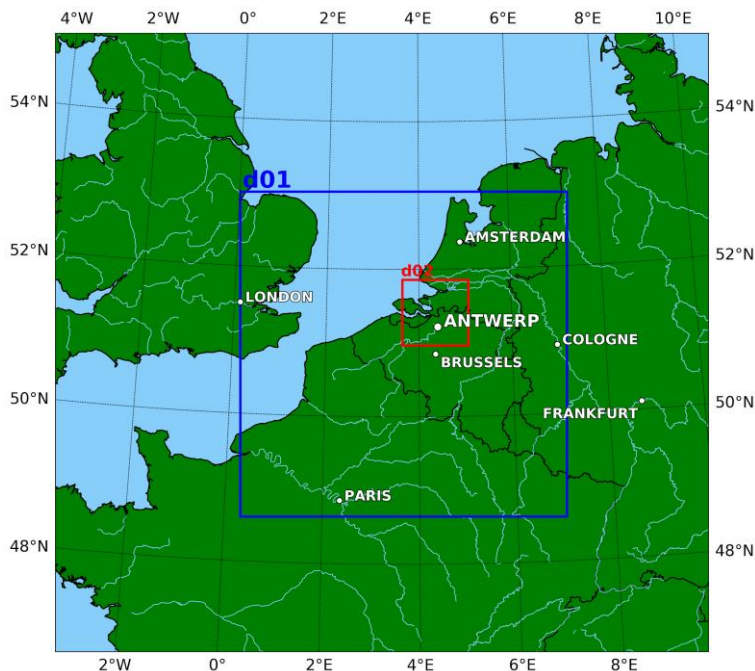 4°W 2°W 0° 2°E 4°E 6°E 8°E 10°E
54°N
54°N
d01
52°N
52°N
AMSTERDAM
d02
LONDON
ANTWERP
COLOGNE
BRUSSELS
50°N
50°N
FRANKFURT
PARIS
48°N
48°N
2°W 0° 2°E 4°E 6°E 8°E